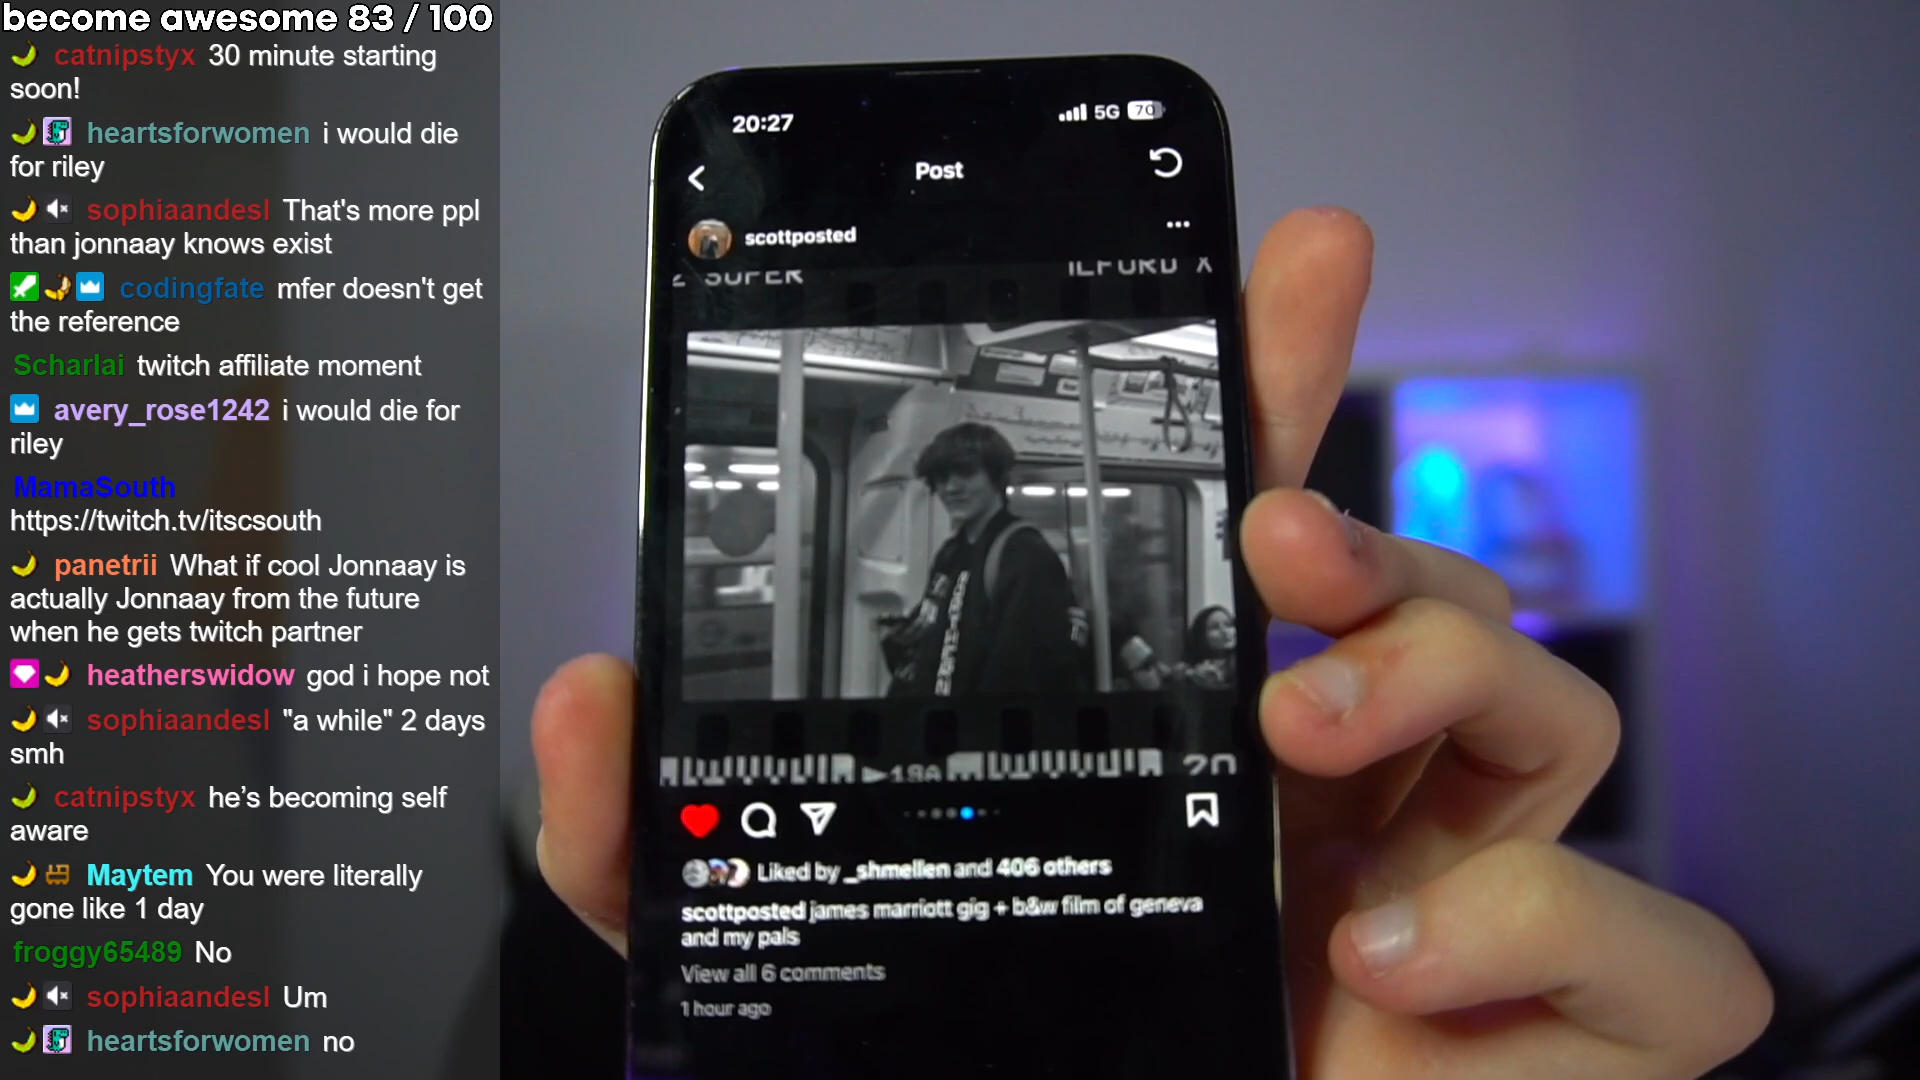 become awesome 83 / 100
catnipstyx 30 minute starting
soon!
heartsforwomen i would die
for riley
sophiaandesl That's more ppl
than jonnaay knows exist
codingfate mfer doesn't get
the reference
Scharlai twitch affiliate moment
avery_rose1242 i would die for
riley
MamaSouth
https://twitch.tv/itscsouth
panetrii What if cool Jonnaay is
actually Jonnaay from the future
when he gets twitch partner
heatherswidow god i hope not
sophiaandesl "a while" 2 days
smh
catnipstyx he's becoming self
aware
Maytem You were literally
gone like 1 day
froggy65489 No
sophiaandesl Um
heartsforwomen no
20:27
5G 70
Post
scottposted
2 SUPER
ILFORD X
19A
20
Liked by _shmellen and 406 others
scottposted james marriott gig + b&w film of geneva
and my pals
View all 6 comments
1 hour ago